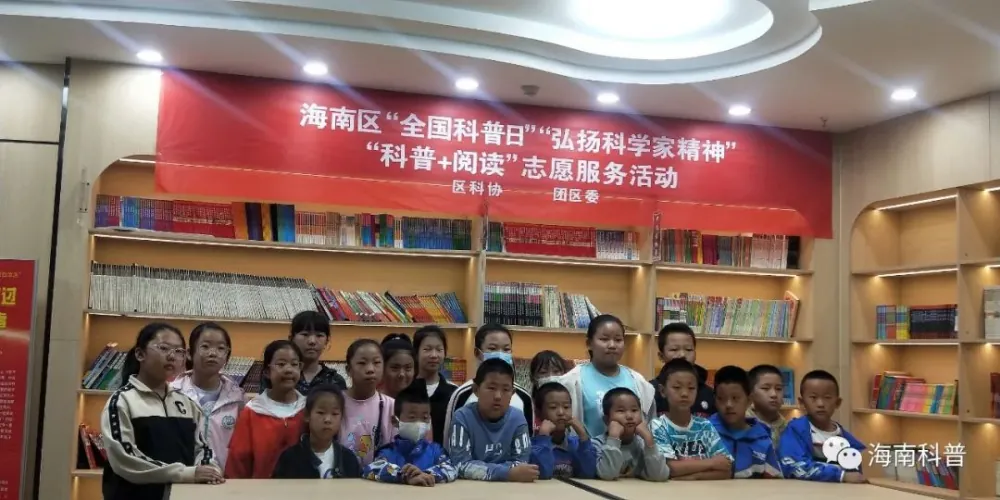 海南区“全国科普日”“弘扬科学家精神”
“科普+阅读”志愿服务活动
区科协 团区委
海南科普